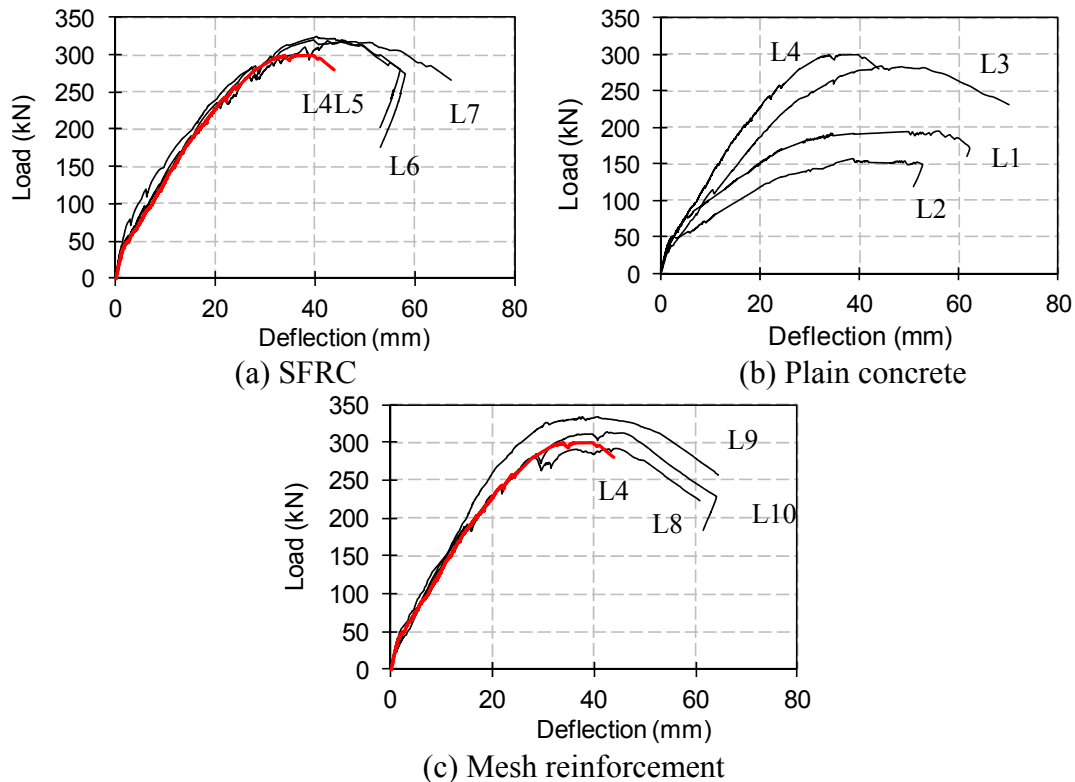 350
300
250
200
150
100
50
0
Load (kN)
L4L5
L6
L7
0 20 40 60 80
Deflection (mm)
(a) SFRC
350
300
250
200
150
100
50
0
Load (kN)
L4
L3
L1
L2
0 20 40 60 80
Deflection (mm)
(b) Plain concrete
350
300
250
200
150
100
50
0
Load (kN)
L9
L4
L8
L10
0 20 40 60 80
Deflection (mm)
(c) Mesh reinforcement